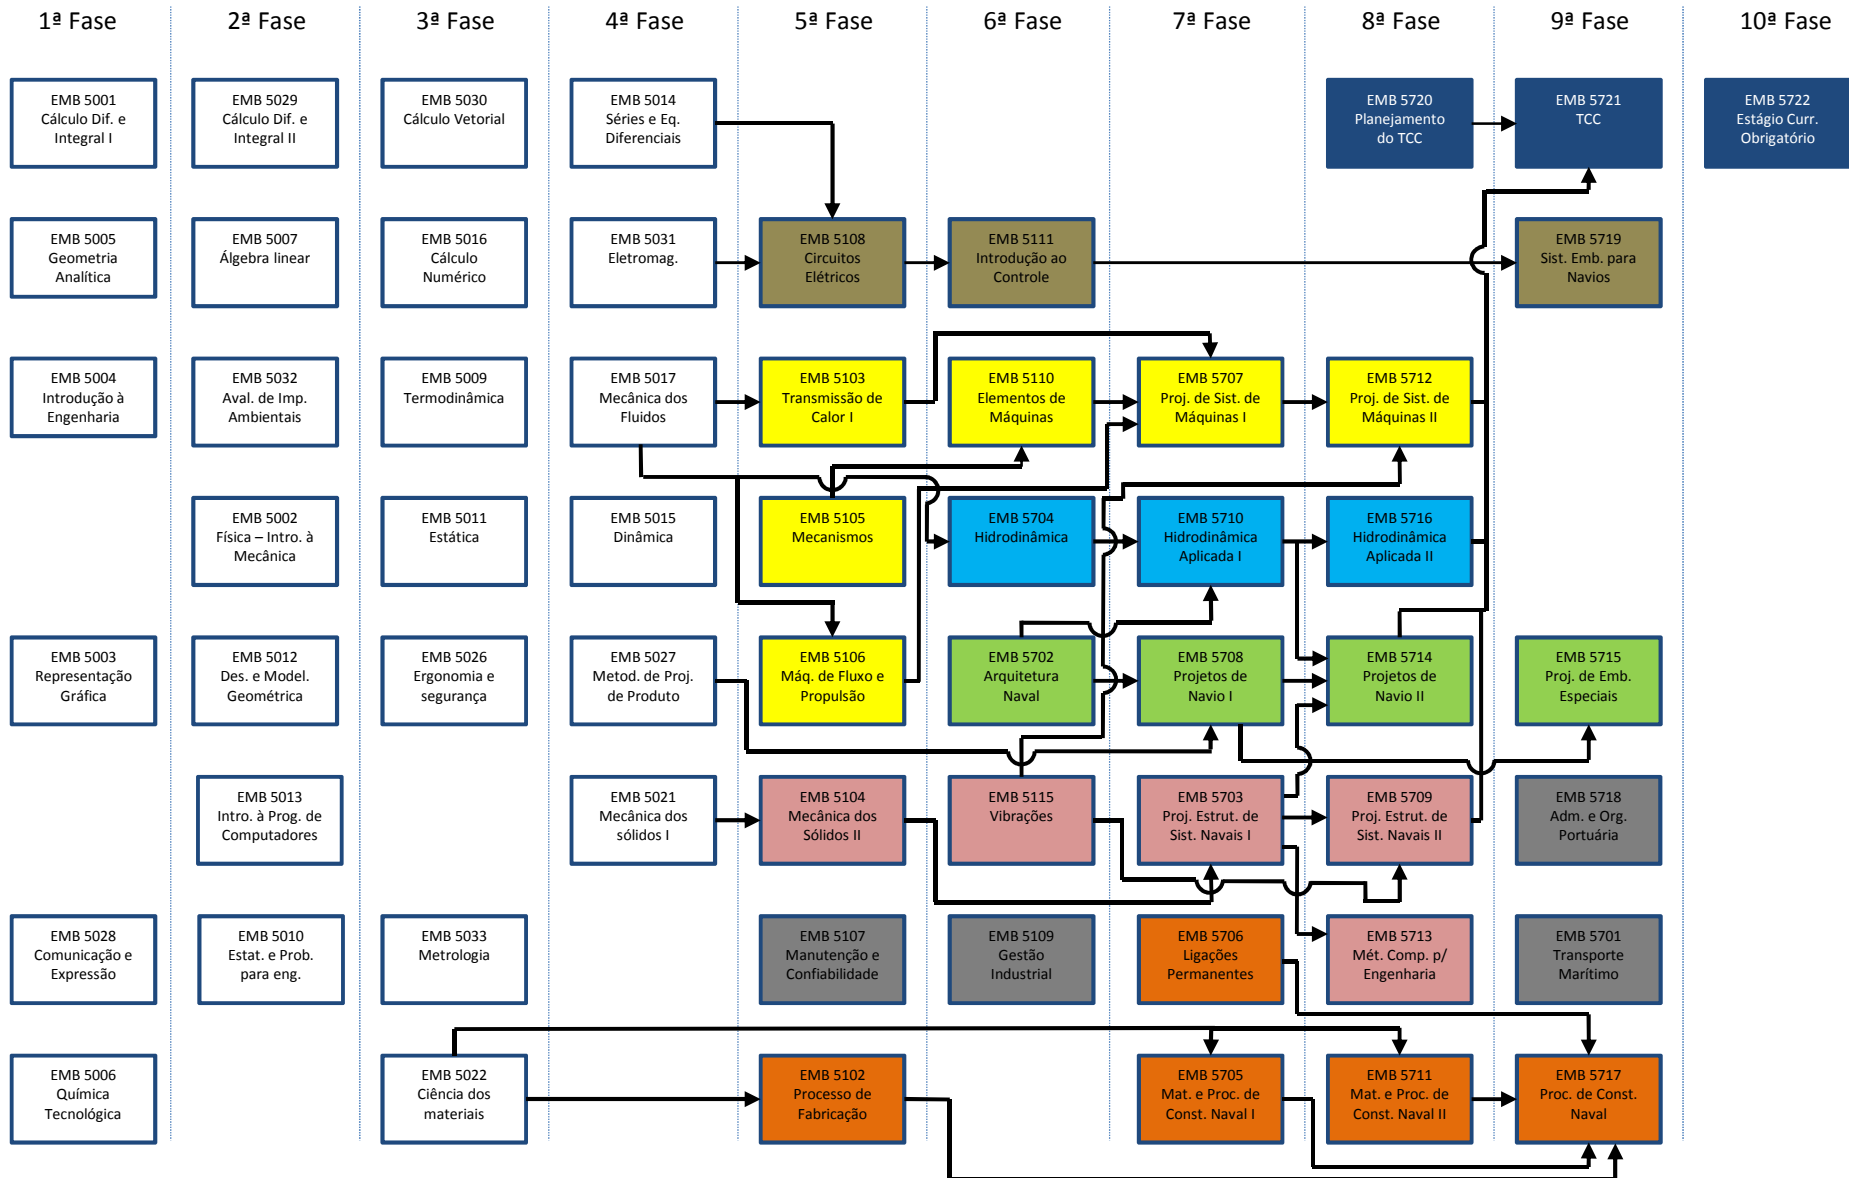 1ª Fase
2ª Fase
3ª Fase
4ª Fase
5ª Fase
6ª Fase
7ª Fase
8ª Fase
9ª Fase
10ª Fase
EMB 5001
Cálculo Dif. e
Integral I
EMB 5029
Cálculo Dif. e
Integral II
EMB 5030
Cálculo Vetorial
EMB 5014
Séries e Eq.
Diferenciais
EMB 5720
Planejamento
do TCC
EMB 5721
TCC
EMB 5722
Estágio Curr.
Obrigatório
EMB 5005
Geometria
Analítica
EMB 5007
Álgebra linear
EMB 5016
Cálculo
Numérico
EMB 5031
Eletromag.
EMB 5108
Circuitos
Elétricos
EMB 5111
Introdução ao
Controle
EMB 5719
Sist. Emb. para
Navios
EMB 5004
Introdução à
Engenharia
EMB 5032
Aval. de Imp.
Ambientais
EMB 5009
Termodinâmica
EMB 5017
Mecânica dos
Fluidos
EMB 5103
Transmissão de
Calor I
EMB 5110
Elementos de
Máquinas
EMB 5707
Proj. de Sist. de
Máquinas I
EMB 5712
Proj. de Sist. de
Máquinas II
EMB 5002
Física – Intro. à
Mecânica
EMB 5011
Estática
EMB 5015
Dinâmica
EMB 5105
Mecanismos
EMB 5704
Hidrodinâmica
EMB 5710
Hidrodinâmica
Aplicada I
EMB 5716
Hidrodinâmica
Aplicada II
EMB 5003
Representação
Gráfica
EMB 5012
Des. e Model.
Geométrica
EMB 5026
Ergonomia e
segurança
EMB 5027
Metod. de Proj.
de Produto
EMB 5106
Máq. de Fluxo e
Propulsão
EMB 5702
Arquitetura
Naval
EMB 5708
Projetos de
Navio I
EMB 5714
Projetos de
Navio II
EMB 5715
Proj. de Emb.
Especiais
EMB 5013
Intro. à Prog. de
Computadores
EMB 5021
Mecânica dos
sólidos I
EMB 5104
Mecânica dos
Sólidos II
EMB 5115
Vibrações
EMB 5703
Proj. Estrut. de
Sist. Navais I
EMB 5709
Proj. Estrut. de
Sist. Navais II
EMB 5718
Adm. e Org.
Portuária
EMB 5028
Comunicação e
Expressão
EMB 5010
Estat. e Prob.
para eng.
EMB 5033
Metrologia
EMB 5107
Manutenção e
Confiabilidade
EMB 5109
Gestão
Industrial
EMB 5706
Ligações
Permanentes
EMB 5713
Mét. Comp. p/
Engenharia
EMB 5701
Transporte
Marítimo
EMB 5006
Química
Tecnológica
EMB 5022
Ciência dos
materiais
EMB 5102
Processo de
Fabricação
EMB 5705
Mat. e Proc. de
Const. Naval I
EMB 5711
Mat. e Proc. de
Const. Naval II
EMB 5717
Proc. de Const.
Naval